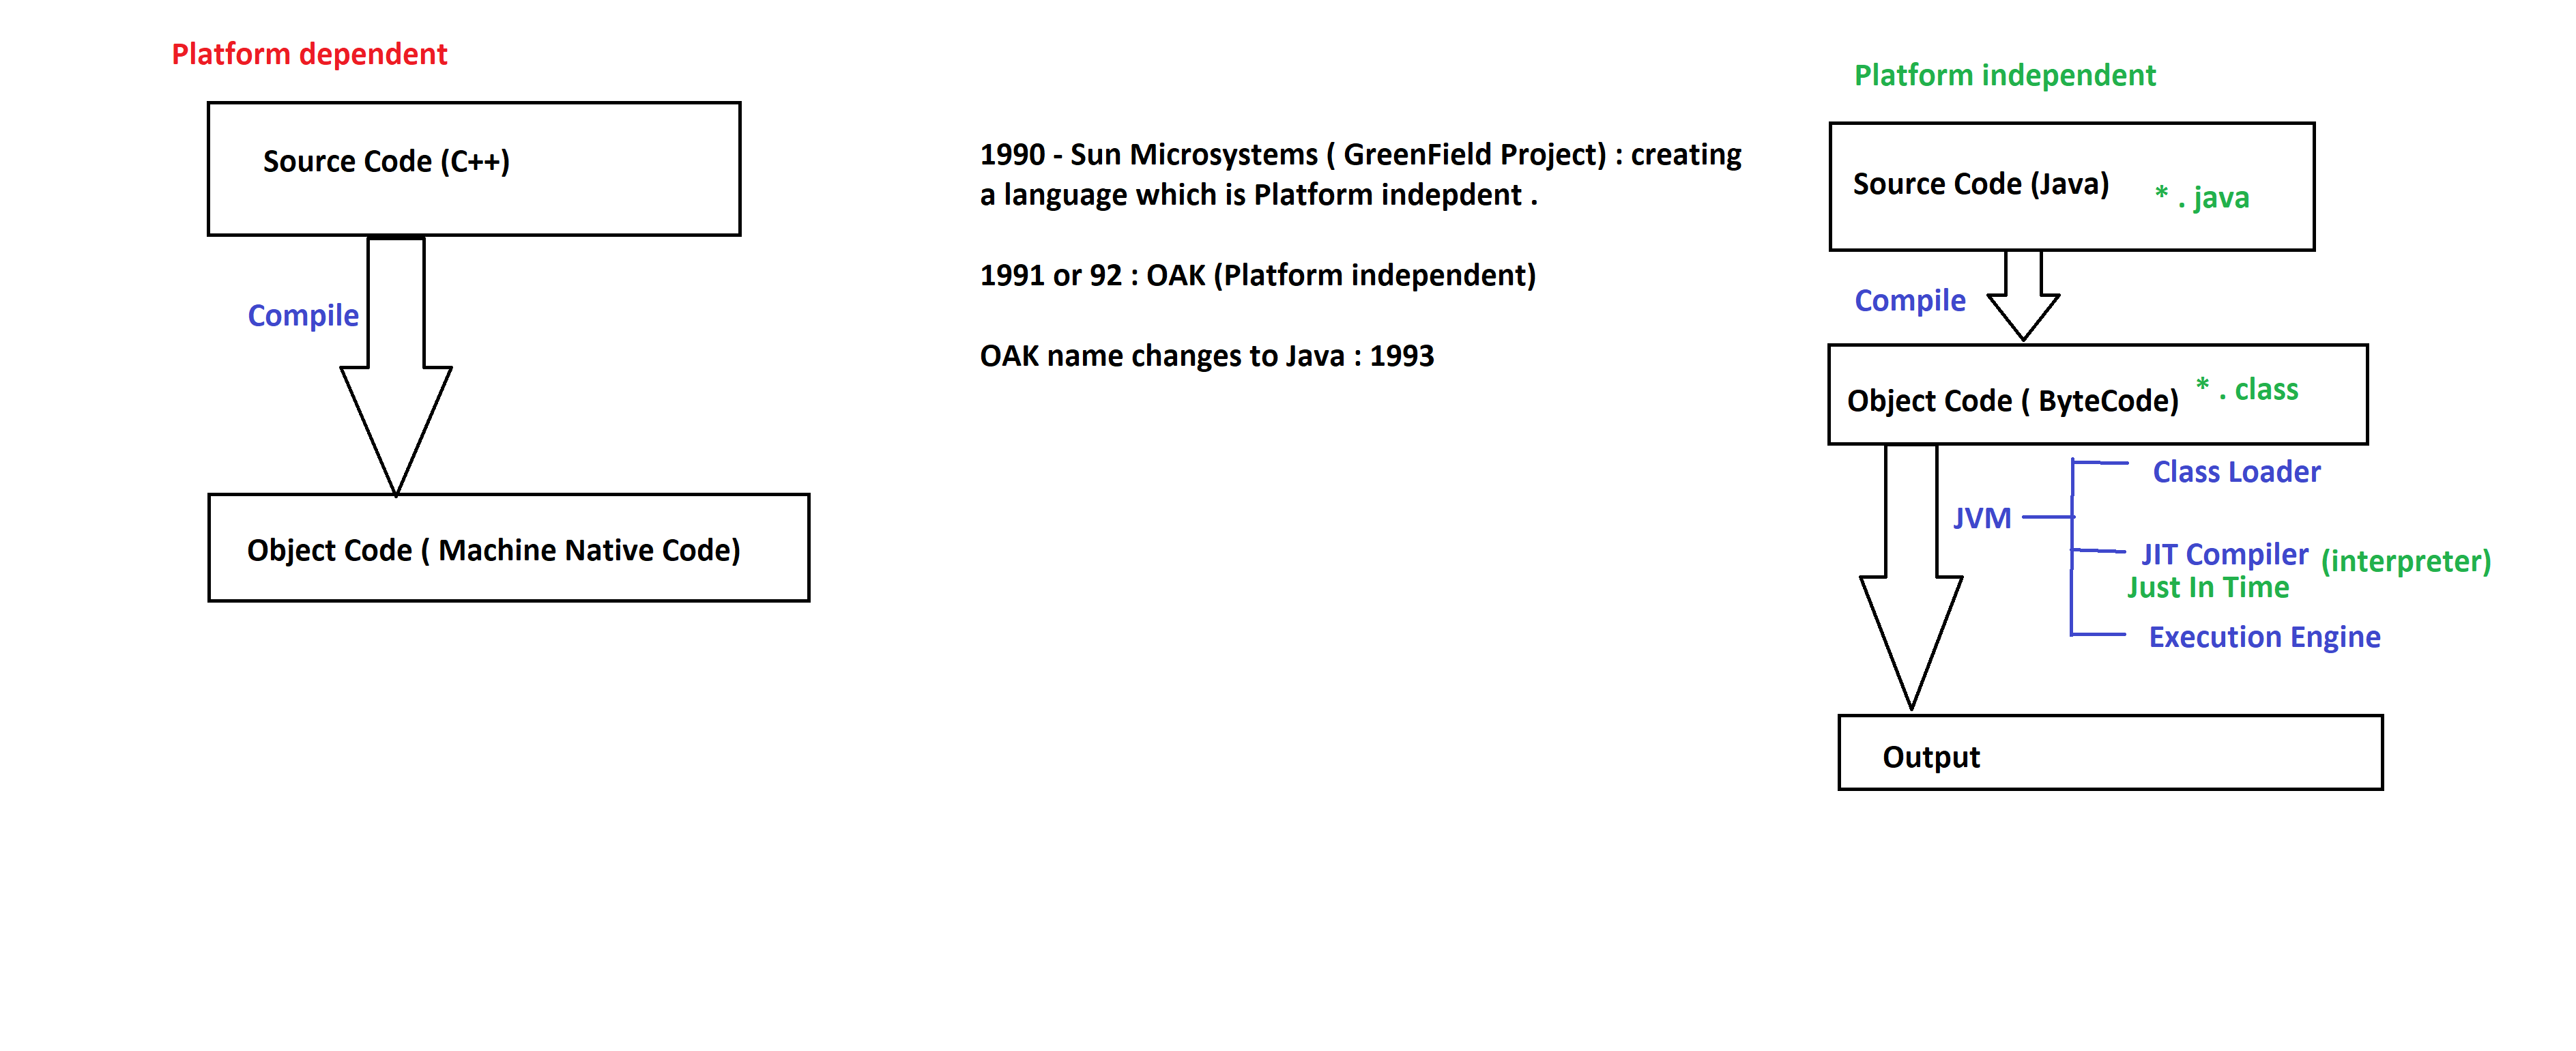 Platform dependent
Source Code (C++)
Compile
Object Code ( Machine Native Code)
1990 - Sun Microsystems ( GreenField Project) : creating
a language which is Platform indepdent .
1991 or 92 : OAK (Platform independent)
OAK name changes to Java : 1993
Platform independent
Source Code (Java) * . java
Compile
Object Code ( ByteCode) * . class
Class Loader
JVM
JIT Compiler (interpreter)
Just In Time
Execution Engine
Output